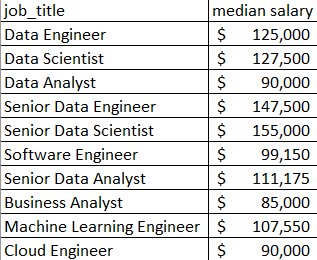 job_title median salary
Data Engineer $ 125,000
Data Scientist $ 127,500
Data Analyst $ 90,000
Senior Data Engineer $ 147,500
Senior Data Scientist $ 155,000
Software Engineer $ 99,150
Senior Data Analyst $ 111,175
Business Analyst $ 85,000
Machine Learning Engineer $ 107,550
Cloud Engineer $ 90,000